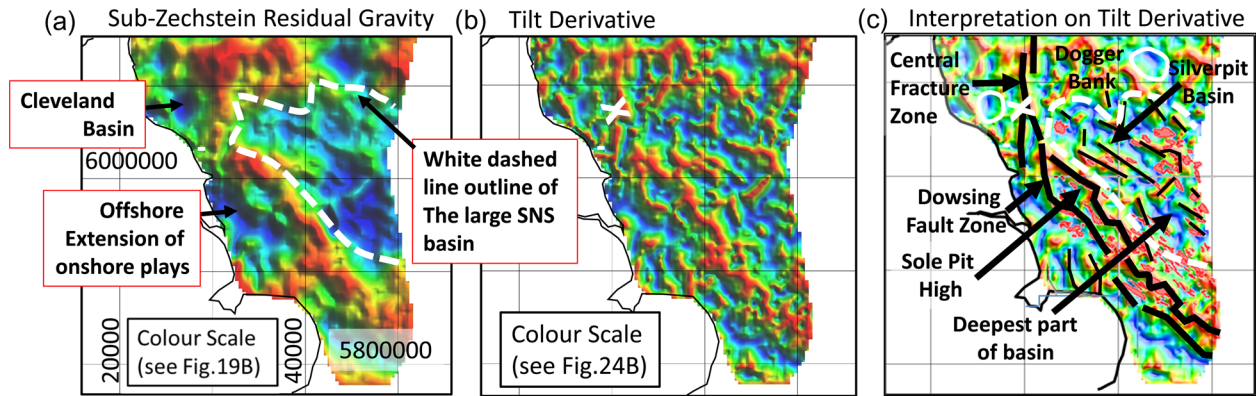 (a) Sub-Zechstein Residual Gravity
Cleveland
Basin
6000000
Offshore
Extension of
onshore plays
White dashed
line outline of
The large SNS
basin
200000
Colour Scale
(see Fig.19B)
400000
5800000
(b) Tilt Derivative
Colour Scale
(see Fig.24B)
(c) Interpretation on Tilt Derivative
Central
Fracture
Zone
Dogger
Bank
Silverpit
Basin
Dowsing
Fault Zone
Sole Pit
High
Deepest part
of basin